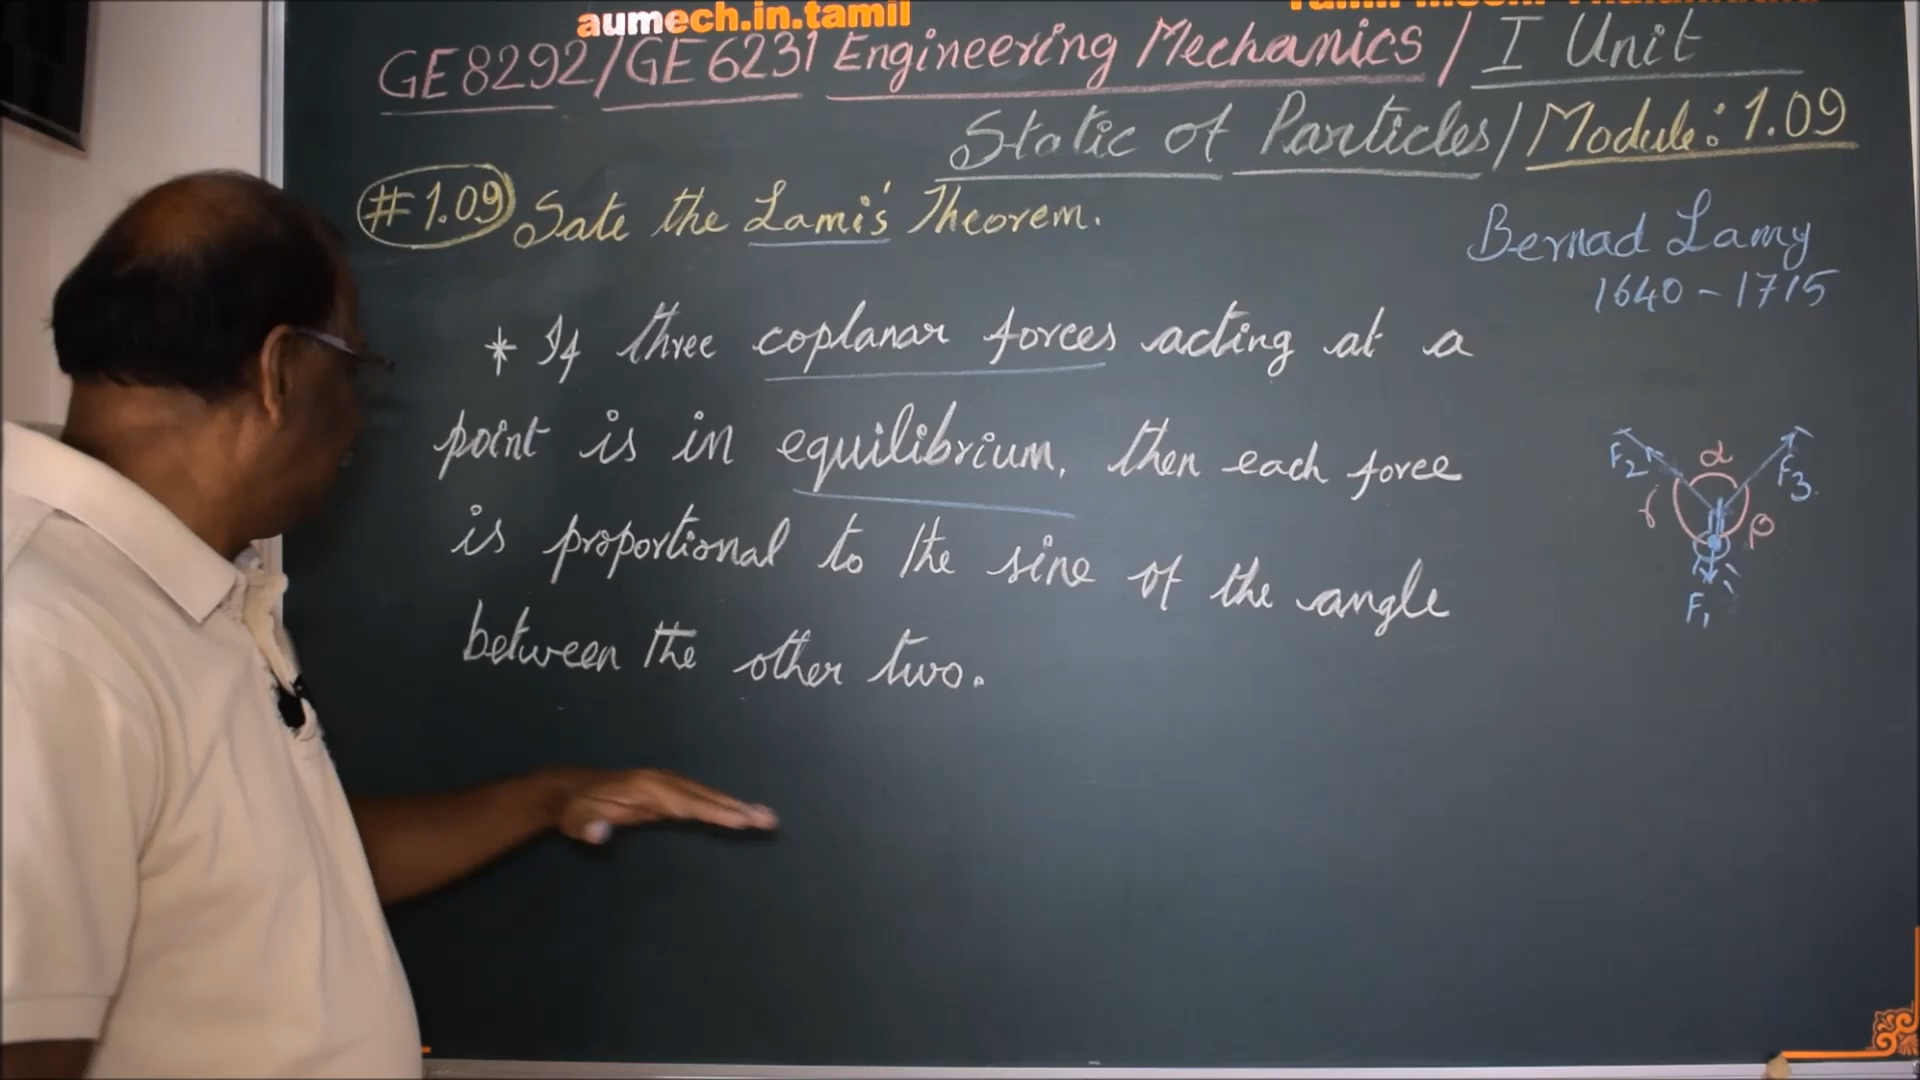 aumech.in.tamil
GE8292/GE6231 Engineering Mechanics / I Unit
Static of Particles / Module: 1.09
#1.09 Sate the Lami's Theorem.
Bernad Lamy
1640 - 1715
* If three coplanar forces acting at a
point is in equilibrium, then each force
is proportional to the sine of the angle
between the other two.
F2 α F3
γ β
F1